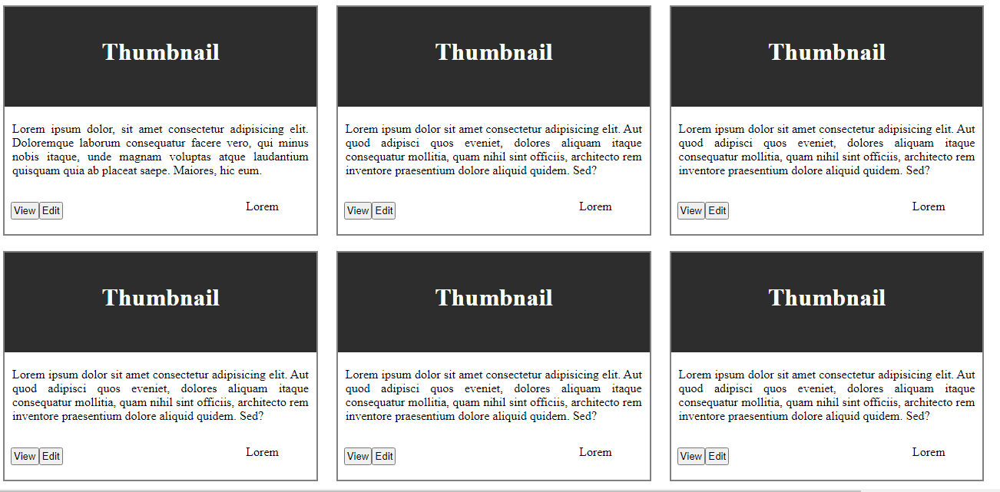 Thumbnail
Lorem ipsum dolor, sit amet consectetur adipisicing elit.
Doloremque laborum consequatur facere vero, qui minus
nobis itaque, unde magnam voluptas atque laudantium
quisquam quia ab placeat saepe. Maiores, hic eum.
View Edit Lorem
Thumbnail
Lorem ipsum dolor sit amet consectetur adipisicing elit. Aut
quod adipisci quos eveniet, dolores aliquam itaque
consequatur mollitia, quam nihil sint officiis, architecto rem
inventore praesentium dolore aliquid quidem. Sed?
View Edit Lorem
Thumbnail
Lorem ipsum dolor sit amet consectetur adipisicing elit. Aut
quod adipisci quos eveniet, dolores aliquam itaque
consequatur mollitia, quam nihil sint officiis, architecto rem
inventore praesentium dolore aliquid quidem. Sed?
View Edit Lorem
Thumbnail
Lorem ipsum dolor sit amet consectetur adipisicing elit. Aut
quod adipisci quos eveniet, dolores aliquam itaque
consequatur mollitia, quam nihil sint officiis, architecto rem
inventore praesentium dolore aliquid quidem. Sed?
View Edit Lorem
Thumbnail
Lorem ipsum dolor sit amet consectetur adipisicing elit. Aut
quod adipisci quos eveniet, dolores aliquam itaque
consequatur mollitia, quam nihil sint officiis, architecto rem
inventore praesentium dolore aliquid quidem. Sed?
View Edit Lorem
Thumbnail
Lorem ipsum dolor sit amet consectetur adipisicing elit. Aut
quod adipisci quos eveniet, dolores aliquam itaque
consequatur mollitia, quam nihil sint officiis, architecto rem
inventore praesentium dolore aliquid quidem. Sed?
View Edit Lorem